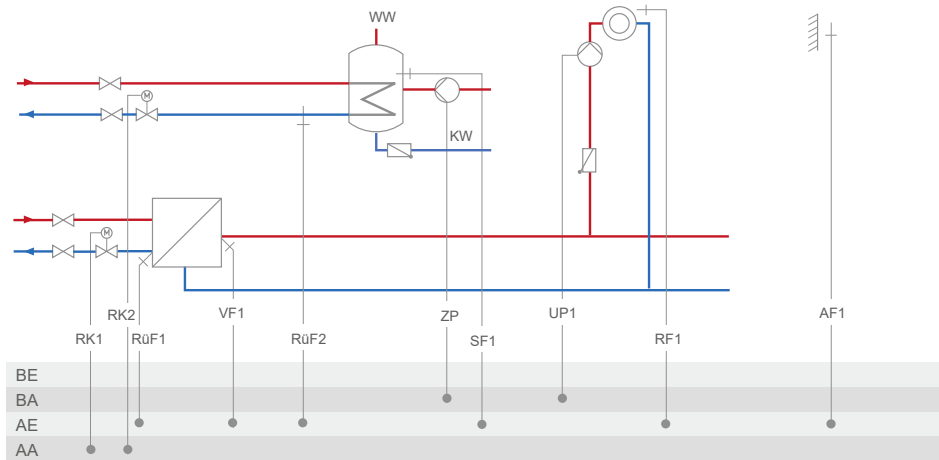 WW
M
KW
M
RK2 VF1 ZP UP1 AF1
RK1 RüF1 RüF2 SF1 RF1
BE
BA
AE
AA